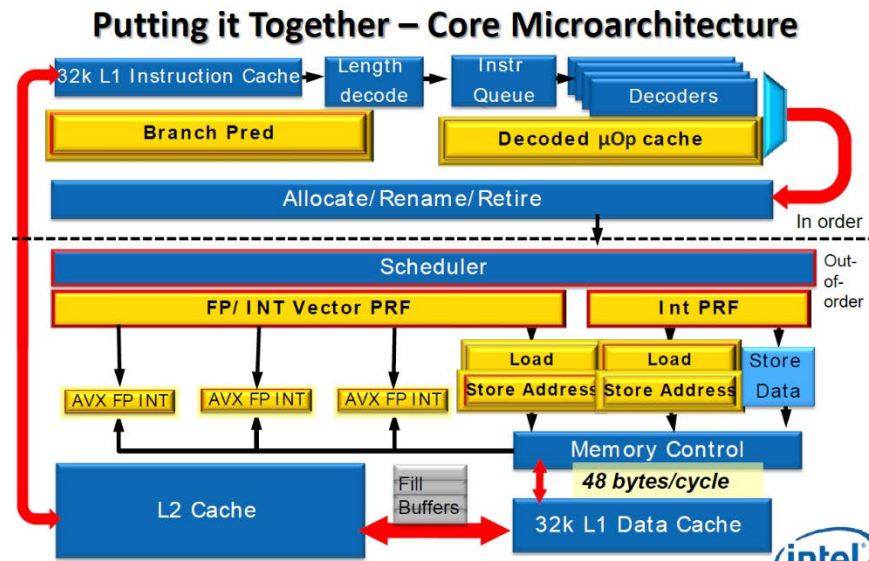 Putting it Together – Core Microarchitecture
32k L1 Instruction Cache
Length
decode
Instr
Queue
Decoders
Branch Pred
Decoded µOp cache
Allocate/Rename/Retire
In order
Scheduler
Out-
of-
order
FP/ INT Vector PRF
Int PRF
Load
Load
Store
Data
Store Address
Store Address
AVX FP INT
AVX FP INT
AVX FP INT
Memory Control
48 bytes/cycle
Fill
Buffers
L2 Cache
32k L1 Data Cache
intel